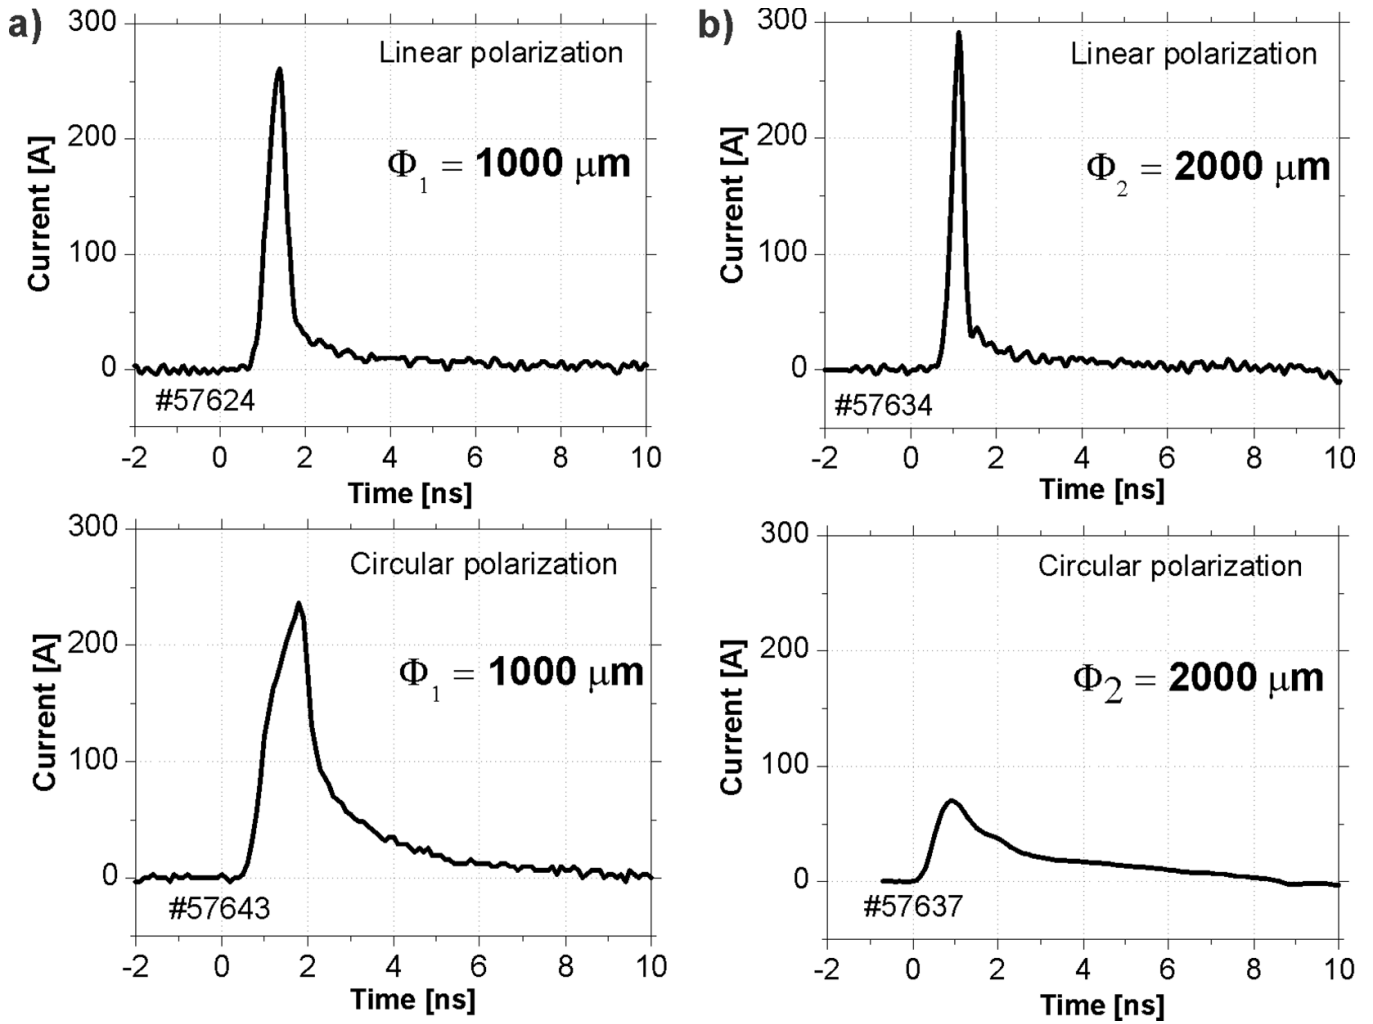 a)
300
200
100
0
Current [A]
Linear polarization
Φ1 = 1000 μm
#57624
-2 0 2 4 6 8 10
Time [ns]
b)
300
200
100
0
Current [A]
Linear polarization
Φ2 = 2000 μm
#57634
-2 0 2 4 6 8 10
Time [ns]
300
200
100
0
Current [A]
Circular polarization
Φ1 = 1000 μm
#57643
-2 0 2 4 6 8 10
Time [ns]
300
200
100
0
Current [A]
Circular polarization
Φ2 = 2000 μm
#57637
-2 0 2 4 6 8 10
Time [ns]